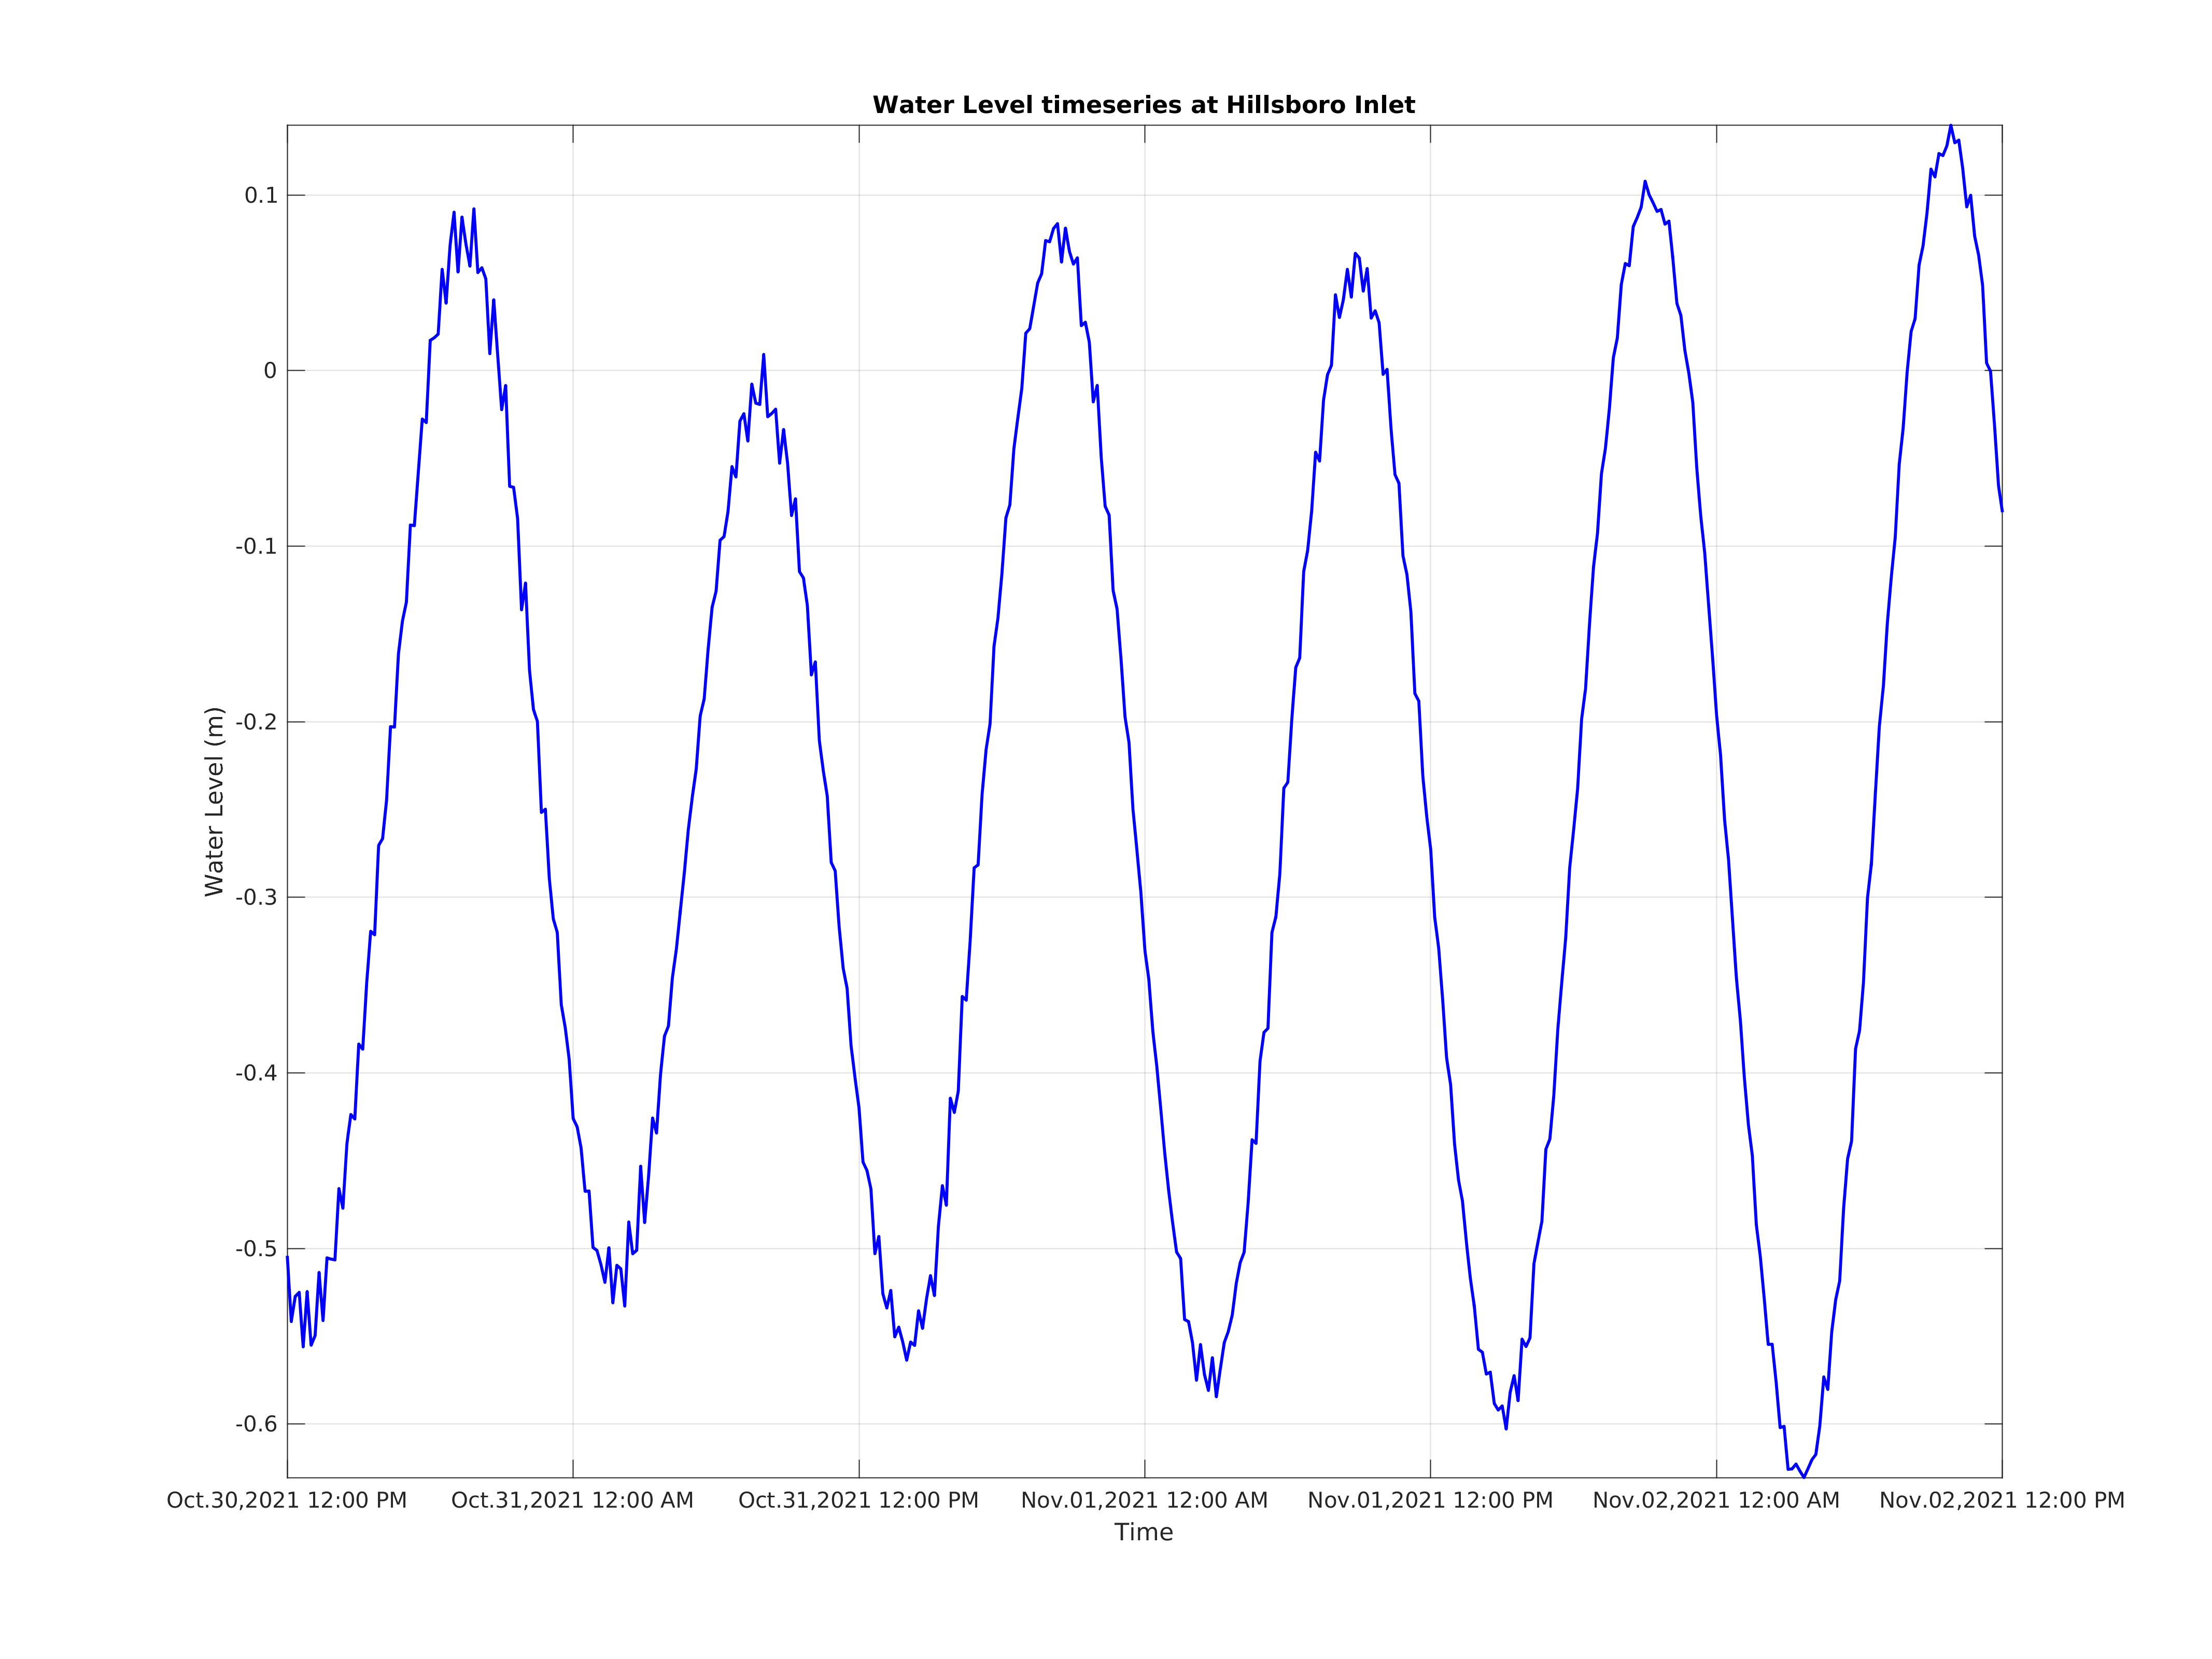 Water Level timeseries at Hillsboro Inlet
0.1
0
-0.1
-0.2
-0.3
-0.4
-0.5
-0.6
Water Level (m)
Oct.30,2021 12:00 PM
Oct.31,2021 12:00 AM
Oct.31,2021 12:00 PM
Nov.01,2021 12:00 AM
Nov.01,2021 12:00 PM
Nov.02,2021 12:00 AM
Nov.02,2021 12:00 PM
Time